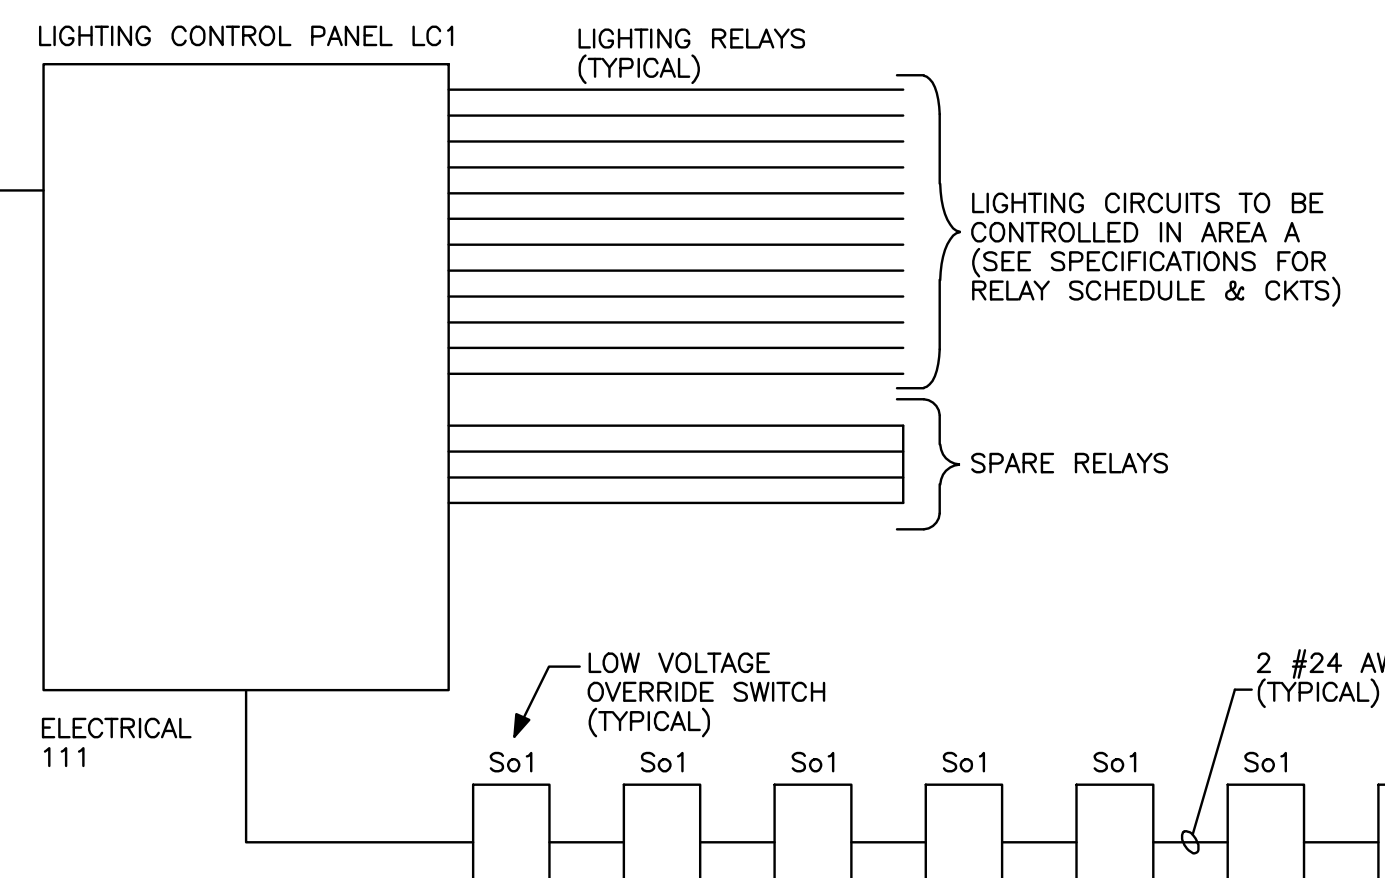 LIGHTING CONTROL PANEL LC1
LIGHTING RELAYS
(TYPICAL)
LIGHTING CIRCUITS TO BE
CONTROLLED IN AREA A
(SEE SPECIFICATIONS FOR
RELAY SCHEDULE & CKTS)
SPARE RELAYS
LOW VOLTAGE
OVERRIDE SWITCH
(TYPICAL)
2 #24
(TYPICAL)
ELECTRICAL
111
So1 So1 So1 So1 So1 So1